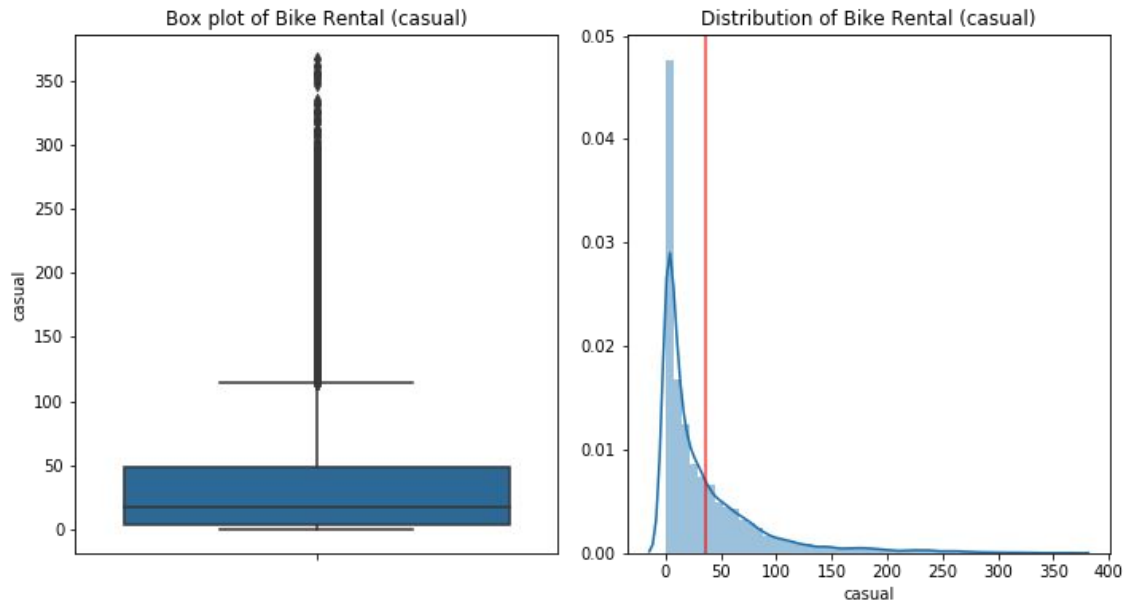 Box plot of Bike Rental (casual)
350
300
250
200
150
100
50
0
casual
Distribution of Bike Rental (casual)
0.05
0.04
0.03
0.02
0.01
0.00
0 50 100 150 200 250 300 350 400
casual